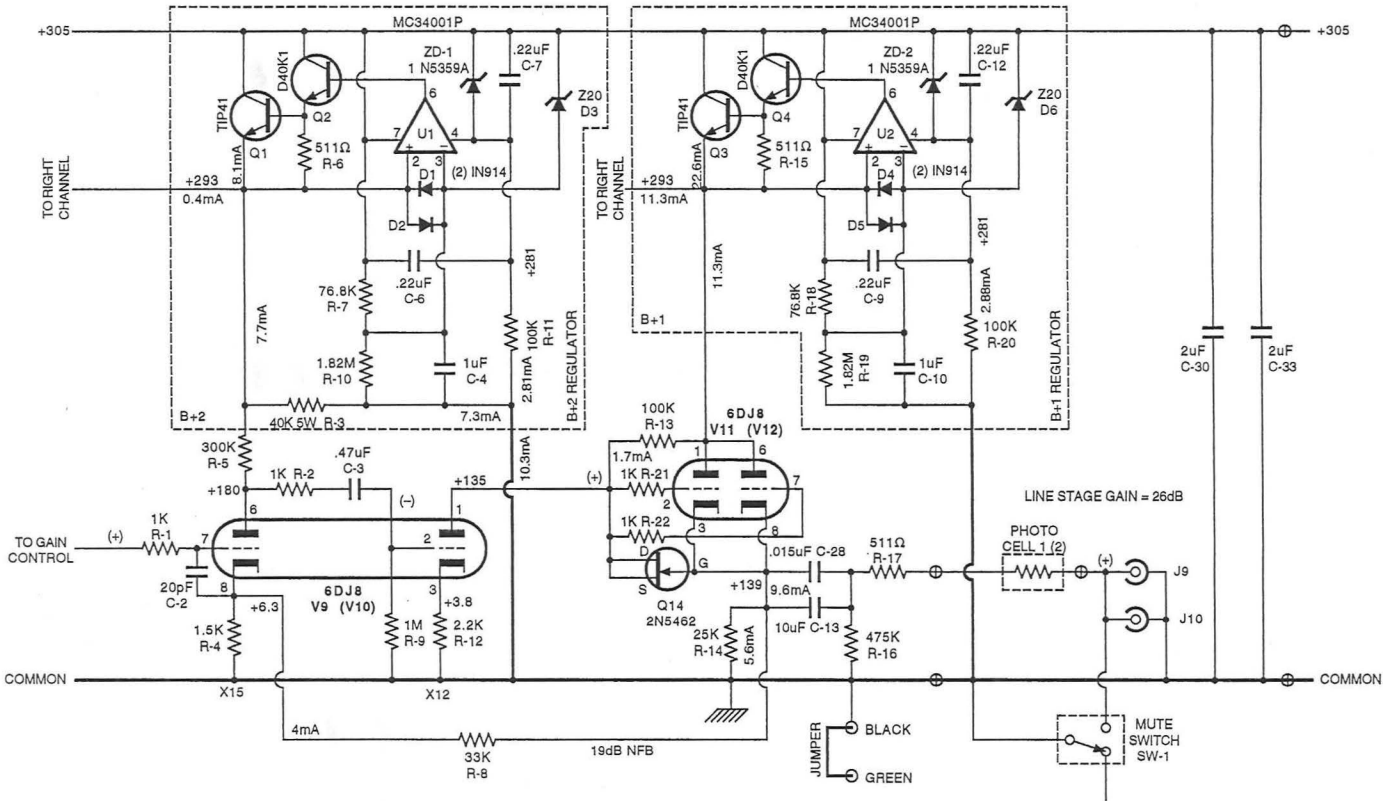 MC34001P
MC34001P
+305
+305
D40K1
Q2
TIP41
Q1
8.1mA
511Ω
R-6
ZD-1
1 N5359A
.22uF
C-7
Z20
D3
6
7
U1
4
+
−
2
3
D1
(2) IN914
D2
TO RIGHT
CHANNEL
+293
0.4mA
.22uF
C-6
+281
76.8K
R-7
7.7mA
1.82M
R-10
1uF
C-4
100K
R-11
2.81mA
B+2 REGULATOR
B+2
40K 5W R-3
7.3mA
10.3mA
D40K1
Q4
TIP41
Q3
22.6mA
511Ω
R-15
ZD-2
1 N5359A
.22uF
C-12
Z20
D6
6
7
U2
4
+
−
2
3
D4
(2) IN914
D5
TO RIGHT
CHANNEL
+293
11.3mA
11.3mA
.22uF
C-9
+281
76.8K
R-18
2.88mA
B+1
1.82M
R-19
1uF
C-10
100K
R-20
B+1 REGULATOR
2uF
C-30
2uF
C-33
300K
R-5
1K R-2
.47uF
C-3
+180
(−)
+135
1
6
TO GAIN
CONTROL
(+)
1K
R-1
7
2
20pF
C-2
8
+6.3
6DJ8
V9 (V10)
3
+3.8
1.5K
R-4
1M
R-9
2.2K
R-12
100K
R-13
6DJ8
V11 (V12)
1.7mA
(+)
1K R-21
1
6
2
7
1K R-22
3
8
D
G
S
Q14
2N5462
.015uF C-28
+139
9.6mA
10uF C-13
25K
R-14
5.6mA
511Ω
R-17
475K
R-16
LINE STAGE GAIN = 26dB
PHOTO
CELL 1 (2)
(+)
J9
J10
COMMON
X15
X12
COMMON
4mA
33K
R-8
19dB NFB
JUMPER
BLACK
GREEN
MUTE
SWITCH
SW-1